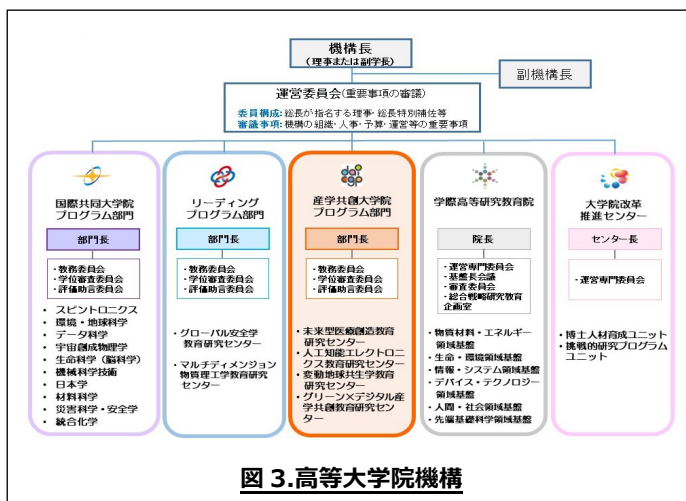 機構長
(理事または副学長)
副機構長
運営委員会(重要事項の審議)
委員構成:総長が指名する理事・総長特別補佐等
審議事項:機構の組織・人事・予算・運営等の重要事項
国際共同大学院
プログラム部門
部門長
・教務委員会
・学位審査委員会
・評価助言委員会
• スピントロニクス
• 環境・地球科学
• データ科学
• 宇宙創成物理学
• 生命科学(脳科学)
• 機械科学技術
• 日本学
• 材料科学
• 災害科学・安全学
• 統合化学
リーディング
プログラム部門
部門長
・教務委員会
・学位審査委員会
・評価助言委員会
• グローバル安全学
教育研究センター
• マルチディメンジョン
物質理工学教育研究
センター
産学共創大学院
プログラム部門
部門長
・教務委員会
・学位審査委員会
・評価助言委員会
• 未来型医療創造教育
研究センター
• 人工知能エレクトロニ
クス教育研究センター
• 変動地球共生学教育
研究センター
• グリーン×デジタル産
学共創教育研究セン
ター
学際高等研究教育院
院長
・運営専門委員会
・基盤長会議
・審査委員会
・総合戦略研究教育
企画室
• 物質材料・エネルギー
領域基盤
• 生命・環境領域基盤
• 情報・システム領域基盤
• デバイス・テクノロジー
領域基盤
• 人間・社会領域基盤
• 先端基礎科学領域基盤
大学院改革
推進センター
センター長
・運営専門委員会
• 博士人材育成ユニット
• 挑戦的研究プログラム
ユニット
図 3.高等大学院機構